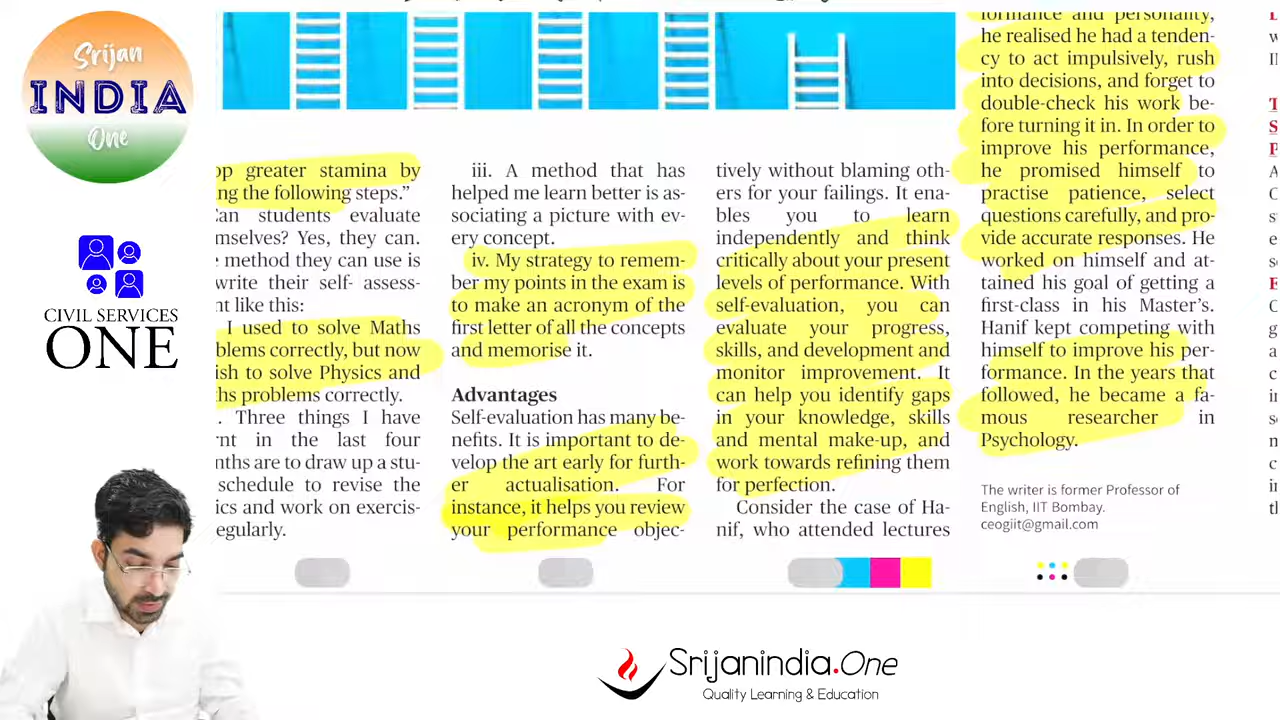 Srijan
INDIA
One
CIVIL SERVICES
ONE
greater stamina by
the following steps.”
students evaluate
Yes, they can.
method they can use is
write their self- assess-
like this:
I used to solve Maths
correctly, but now
to solve Physics and
problems correctly.
Three things I have
in the last four
are to draw up a stu-
schedule to revise the
and work on exercis-
iii. A method that has
helped me learn better is as-
sociating a picture with ev-
ery concept.
iv. My strategy to remem-
ber my points in the exam is
to make an acronym of the
first letter of all the concepts
and memorise it.
Advantages
Self-evaluation has many be-
nefits. It is important to de-
velop the art early for furth-
er actualisation. For
instance, it helps you review
your performance objec-
tively without blaming oth-
ers for your failings. It ena-
bles you to learn
independently and think
critically about your present
levels of performance. With
self-evaluation, you can
evaluate your progress,
skills, and development and
monitor improvement. It
can help you identify gaps
in your knowledge, skills
and mental make-up, and
work towards refining them
for perfection.
Consider the case of Ha-
nif, who attended lectures
formance and personality,
he realised he had a tenden-
cy to act impulsively, rush
into decisions, and forget to
double-check his work be-
fore turning it in. In order to
improve his performance,
he promised himself to
practise patience, select
questions carefully, and pro-
vide accurate responses. He
worked on himself and at-
tained his goal of getting a
first-class in his Master’s.
Hanif kept competing with
himself to improve his per-
formance. In the years that
followed, he became a fa-
mous researcher in
Psychology.
The writer is former Professor of
English, IIT Bombay.
ceogiit@gmail.com
Srijanindia.One
Quality Learning & Education